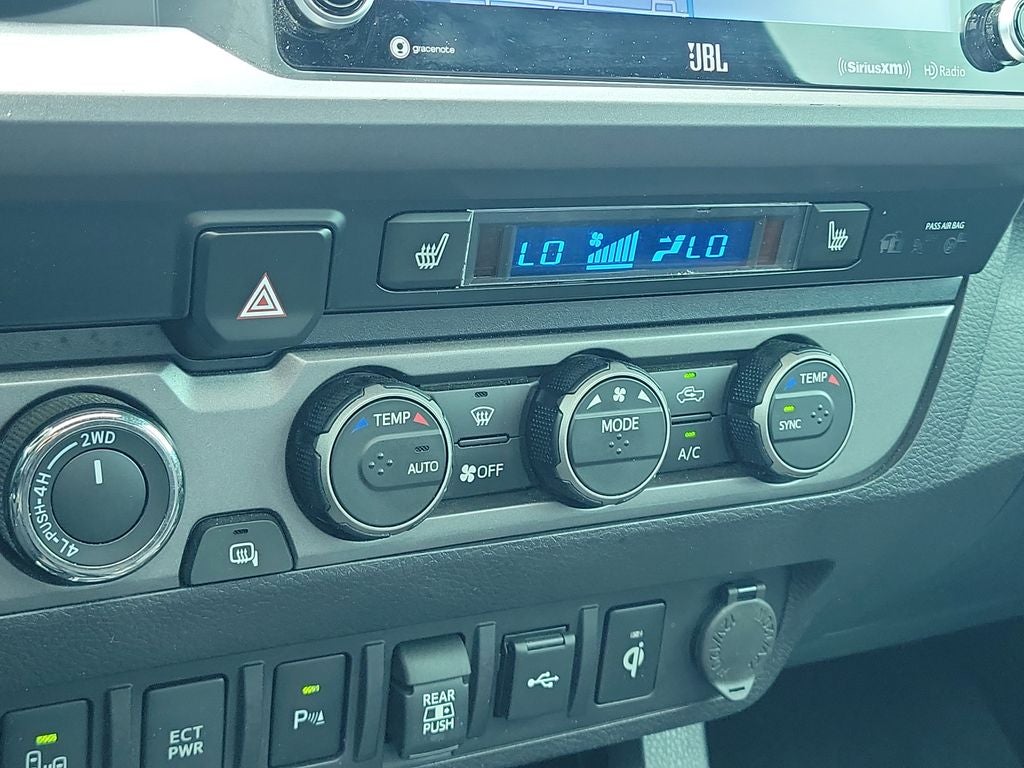 gracenote
JBL
((SiriusXM))
HD Radio
PASS AIR BAG
LO
LO
2WD
4L-PUSH-4H
TEMP
AUTO
OFF
MODE
A/C
TEMP
SYNC
ECT
PWR
P
REAR
PUSH